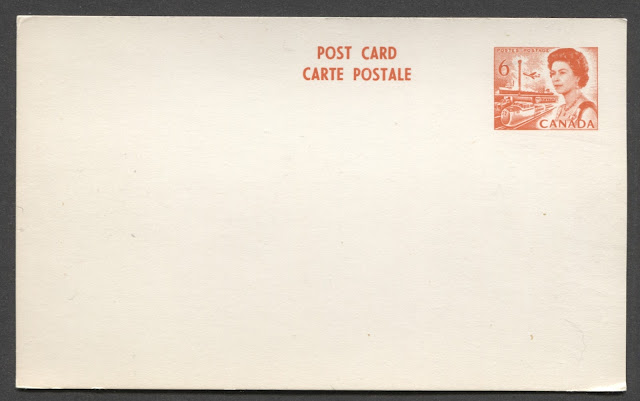 POST CARD
CARTE POSTALE
POSTES · POSTAGE
6
CANADA